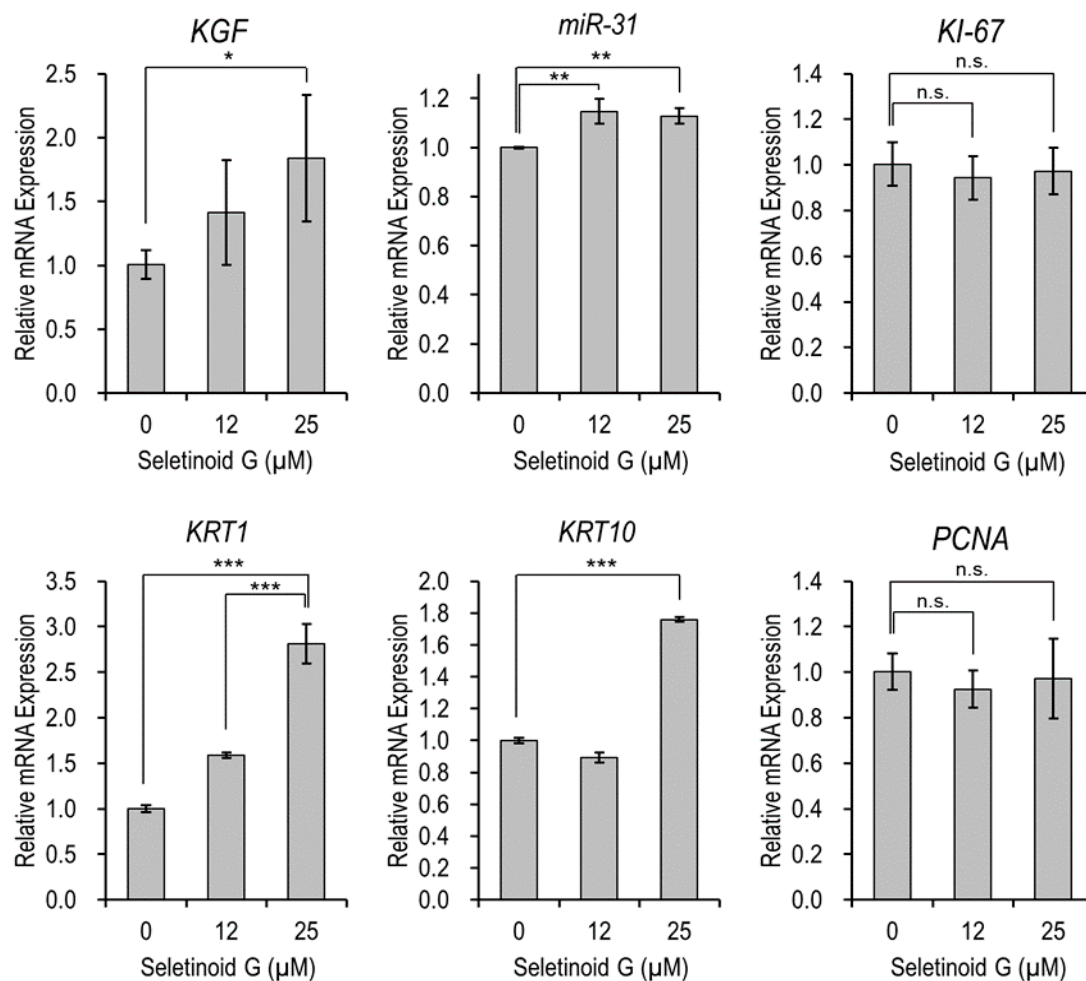 KGF
*
2.5
2.0
1.5
1.0
0.5
0.0
Relative mRNA Expression
0 12 25
Seletinoid G (µM)
miR-31
**
**
1.2
1.0
0.8
0.6
0.4
0.2
0.0
Relative mRNA Expression
0 12 25
Seletinoid G (µM)
KI-67
n.s.
n.s.
1.4
1.2
1.0
0.8
0.6
0.4
0.2
0.0
Relative mRNA Expression
0 12 25
Seletinoid G (µM)
KRT1
***
***
3.5
3.0
2.5
2.0
1.5
1.0
0.5
0.0
Relative mRNA Expression
0 12 25
Seletinoid G (µM)
KRT10
***
2.0
1.8
1.6
1.4
1.2
1.0
0.8
0.6
0.4
0.2
0.0
Relative mRNA Expression
0 12 25
Seletinoid G (µM)
PCNA
n.s.
n.s.
1.4
1.2
1.0
0.8
0.6
0.4
0.2
0.0
Relative mRNA Expression
0 12 25
Seletinoid G (µM)